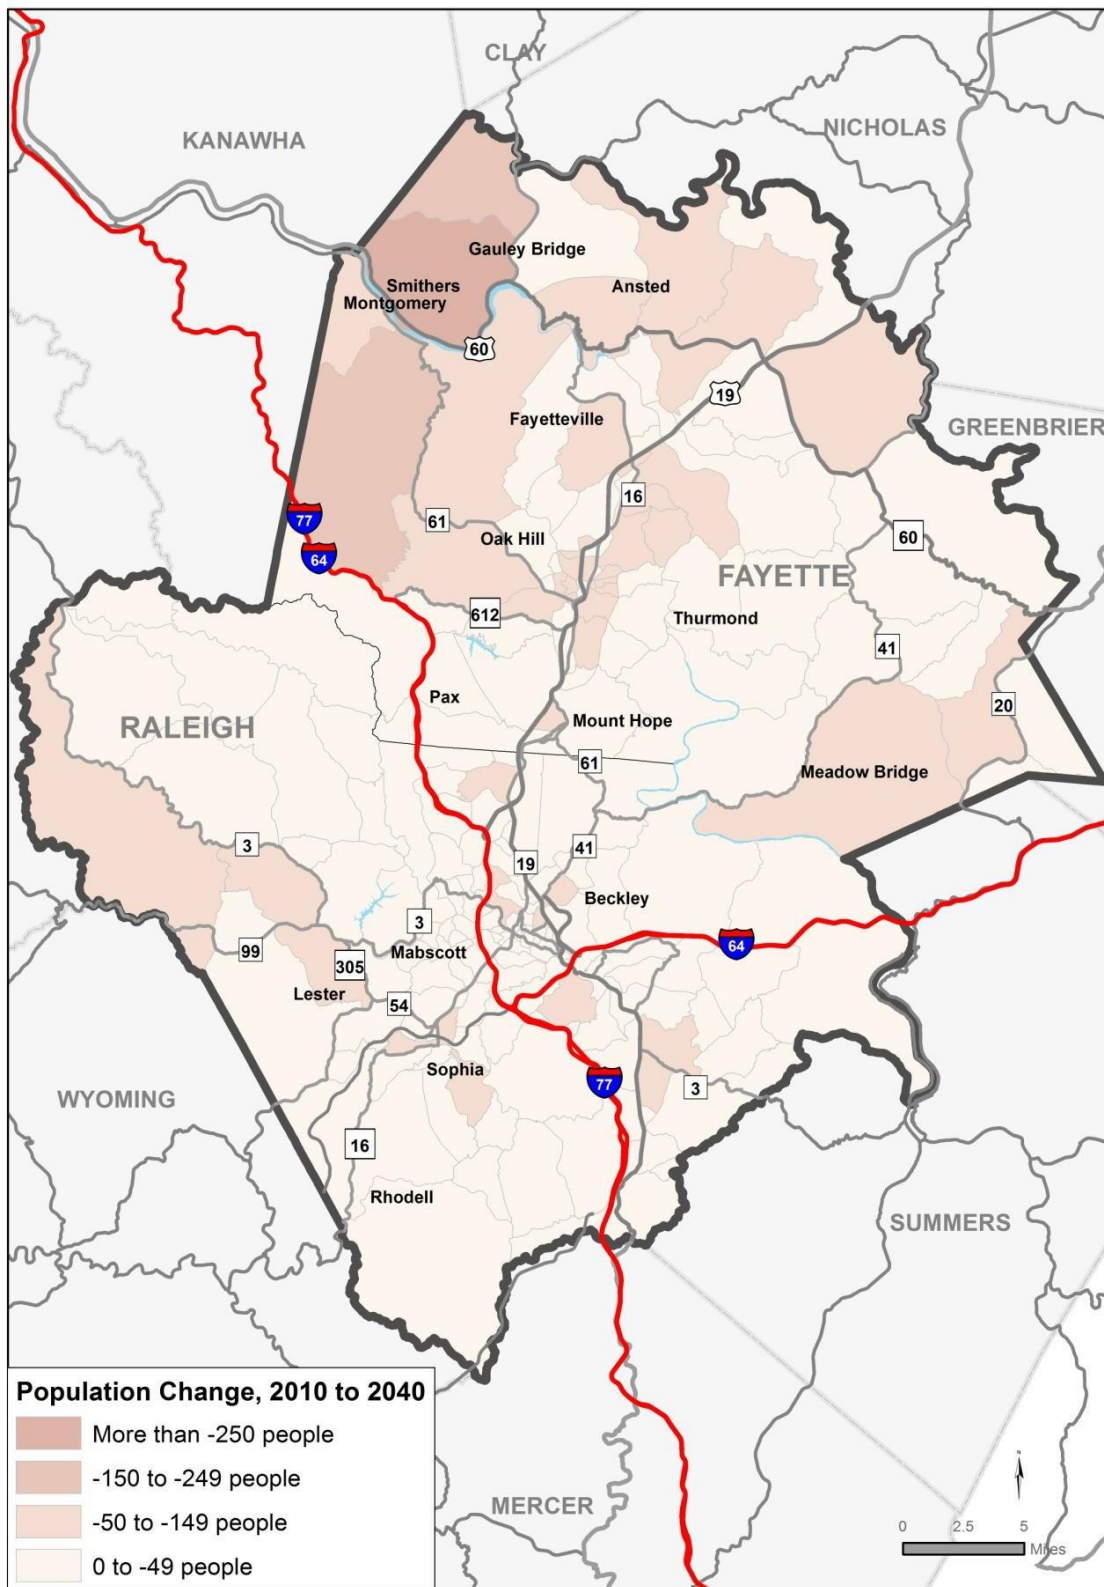 CLAY
NICHOLAS
KANAWHA
Gauley Bridge
Smithers
Ansted
Montgomery
60
19
Fayetteville
GREENBRIER
16
77
61
60
Oak Hill
64
FAYETTE
612
Thurmond
41
Pax
20
RALEIGH
Mount Hope
61
Meadow Bridge
3
41
19
Beckley
3
64
99
Mabscott
305
Lester
54
Sophia
77
3
WYOMING
16
Rhodell
SUMMERS
Population Change, 2010 to 2040
More than -250 people
-150 to -249 people
-50 to -149 people
0 to -49 people
MERCER
N
0 2.5 5
Miles